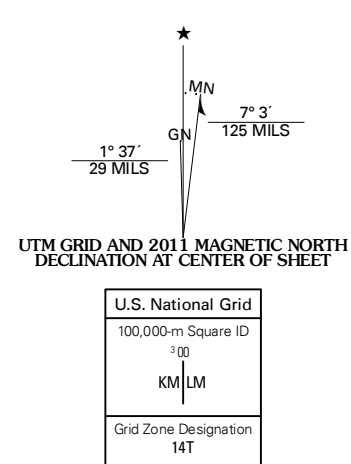 ★
MN
GN
7° 3´
125 MILS
1° 37´
29 MILS
UTM GRID AND 2011 MAGNETIC NORTH
DECLINATION AT CENTER OF SHEET
U.S. National Grid
100,000-m Square ID
³00
KM LM
Grid Zone Designation
14T